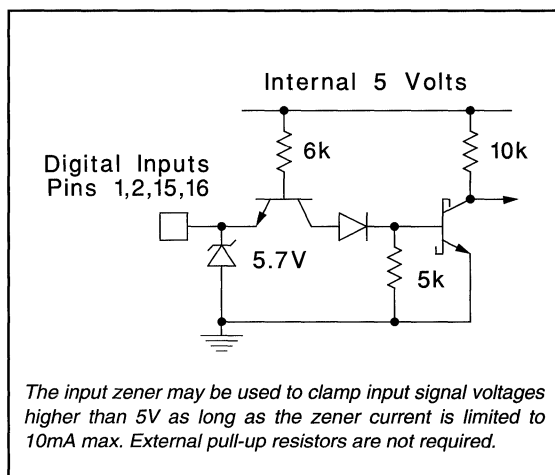 Internal 5 Volts
6k
10k
Digital Inputs
Pins 1,2,15,16
5.7V
5k
The input zener may be used to clamp input signal voltages
higher than 5V as long as the zener current is limited to
10mA max. External pull-up resistors are not required.